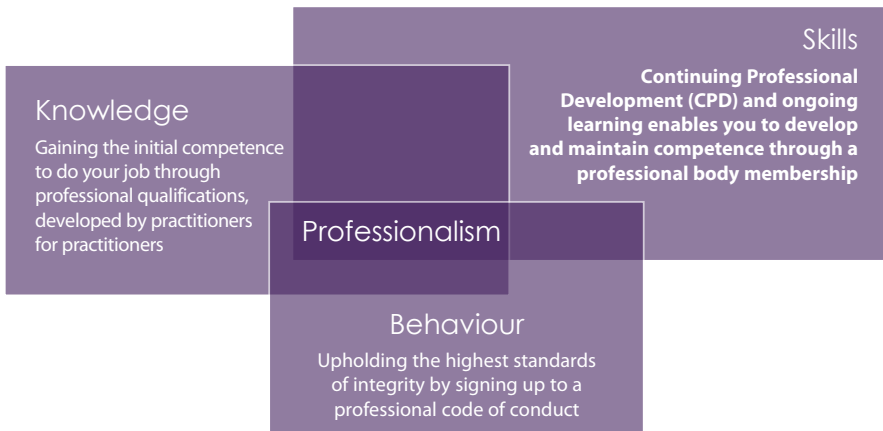 Knowledge
Gaining the initial competence
to do your job through
professional qualifications,
developed by practitioners
for practitioners
Skills
Continuing Professional
Development (CPD) and ongoing
learning enables you to develop
and maintain competence through a
professional body membership
Professionalism
Behaviour
Upholding the highest standards
of integrity by signing up to a
professional code of conduct